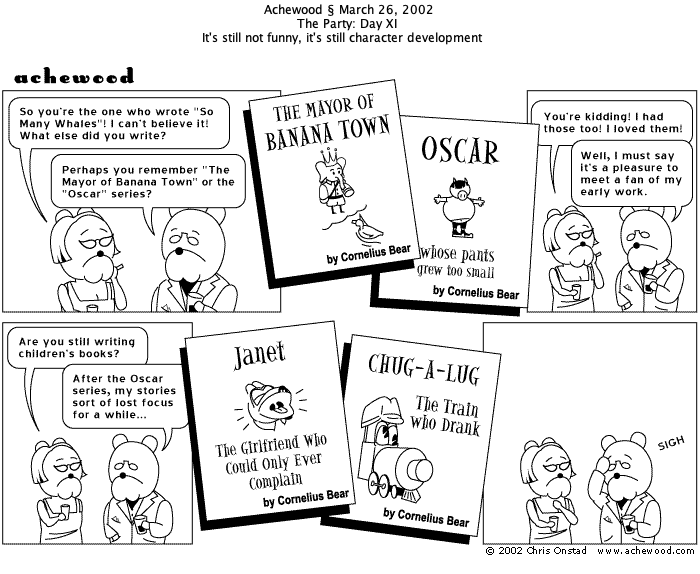 Achewood § March 26, 2002
The Party: Day XI
It's still not funny, it's still character development
achewood
So you're the one who wrote "So
Many Whales"! I can't believe it!
What else did you write?
Perhaps you remember "The
Mayor of Banana Town" or the
"Oscar" series?
THE MAYOR OF
BANANA TOWN
by Cornelius Bear
OSCAR
whose pants
grew too small
by Cornelius Bear
You're kidding! I had
those too! I loved them!
Well, I must say
it's a pleasure to
meet a fan of my
early work.
Are you still writing
children's books?
After the Oscar
series, my stories
sort of lost focus
for a while...
Janet
The Girlfriend Who
Could Only Ever
Complain
by Cornelius Bear
CHUG-A-LUG
The Train
who Drank
by Cornelius Bear
SIGH
© 2002 Chris Onstad www.achewood.com